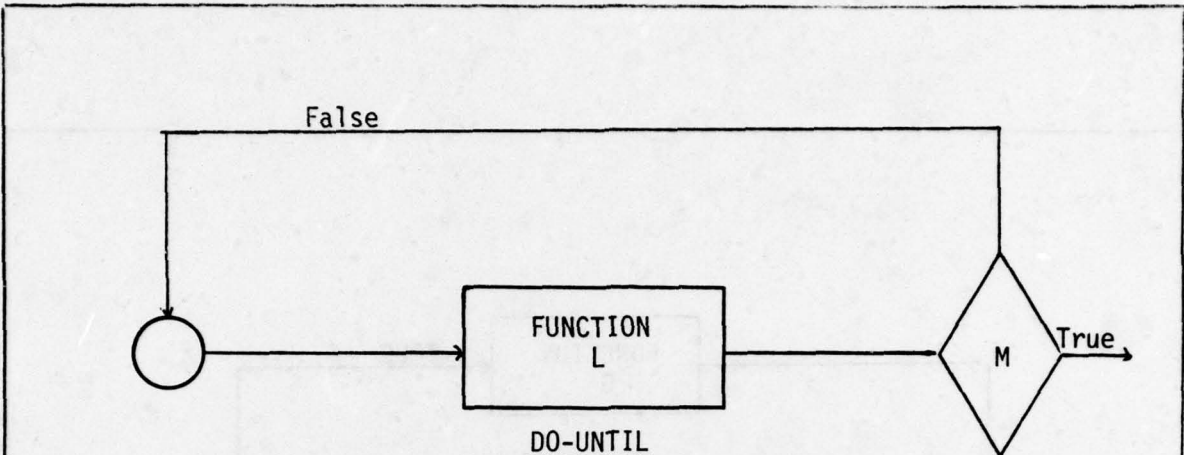 False
FUNCTION
L
M
True
DO-UNTIL